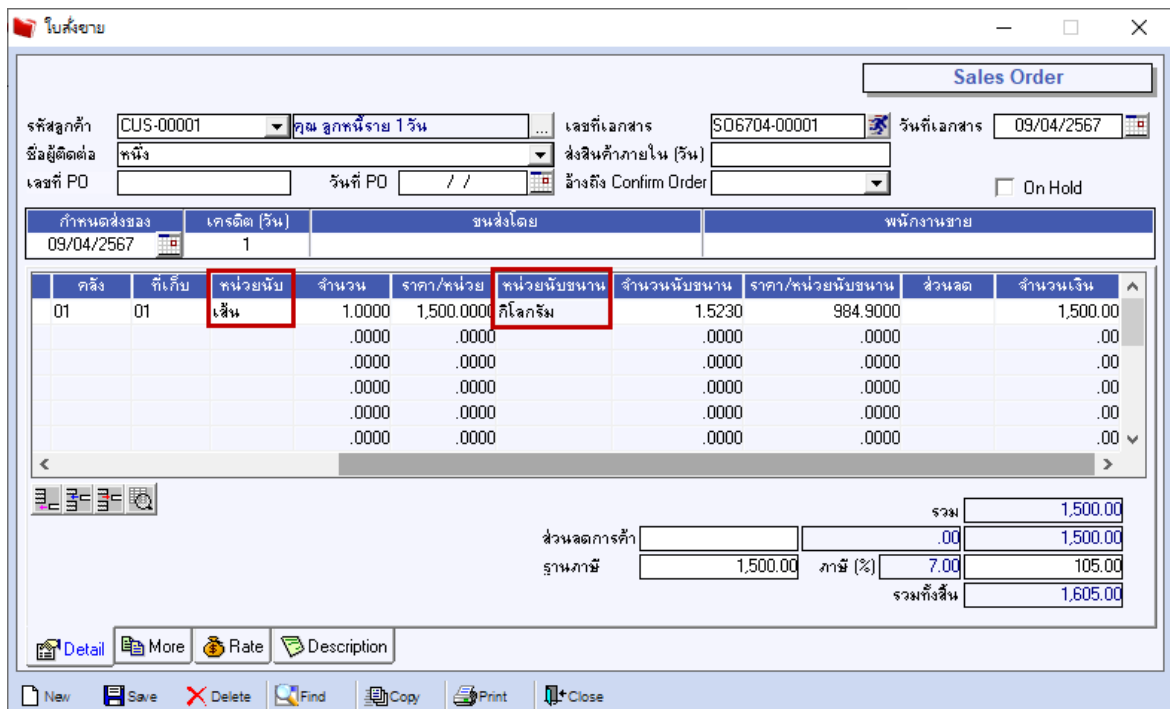 ใบสั่งขาย
Sales Order
รหัสลูกค้า CUS-00001 คุณ ลูกหนี้ราย 1 วัน ... เลขที่เอกสาร SO6704-00001 วันที่เอกสาร 09/04/2567
ชื่อผู้ติดต่อ หนึ่ง ส่งสินค้าภายใน (วัน)
เลขที่ PO วันที่ PO / / อ้างถึง Confirm Order On Hold
กำหนดส่งของ เครดิต (วัน) ขนส่งโดย พนักงานขาย
09/04/2567 1
คลัง ที่เก็บ หน่วยนับ จำนวน ราคา/หน่วย หน่วยนับขนาน จำนวนนับขนาน ราคา/หน่วยนับขนาน ส่วนลด จำนวนเงิน
01 01 เส้น 1.0000 1,500.0000 กิโลกรัม 1.5230 984.9000 1,500.00
.0000 .0000 .0000 .0000 .00
.0000 .0000 .0000 .0000 .00
.0000 .0000 .0000 .0000 .00
.0000 .0000 .0000 .0000 .00
.0000 .0000 .0000 .0000 .00
รวม 1,500.00
ส่วนลดการค้า .00 1,500.00
ฐานภาษี 1,500.00 ภาษี (%) 7.00 105.00
รวมทั้งสิ้น 1,605.00
Detail More Rate Description
New Save Delete Find Copy Print Close